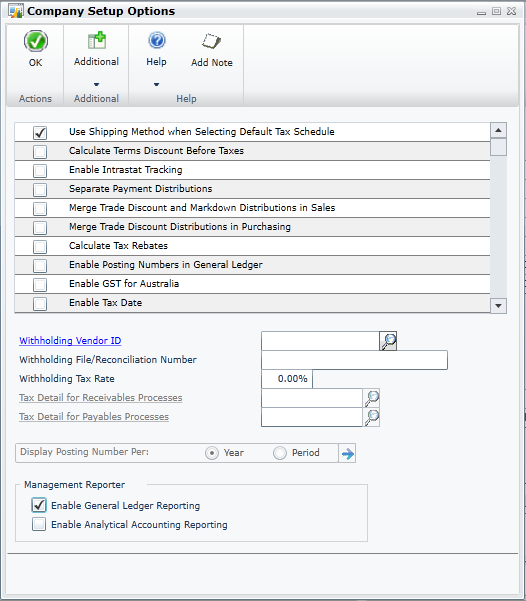 Company Setup Options
OK
Additional
Help
Add Note
Actions
Additional
Help
Use Shipping Method when Selecting Default Tax Schedule
Calculate Terms Discount Before Taxes
Enable Intrastat Tracking
Separate Payment Distributions
Merge Trade Discount and Markdown Distributions in Sales
Merge Trade Discount Distributions in Purchasing
Calculate Tax Rebates
Enable Posting Numbers in General Ledger
Enable GST for Australia
Enable Tax Date
Withholding Vendor ID
Withholding File/Reconciliation Number
Withholding Tax Rate 0.00%
Tax Detail for Receivables Processes
Tax Detail for Payables Processes
Display Posting Number Per: Year Period
Management Reporter
Enable General Ledger Reporting
Enable Analytical Accounting Reporting